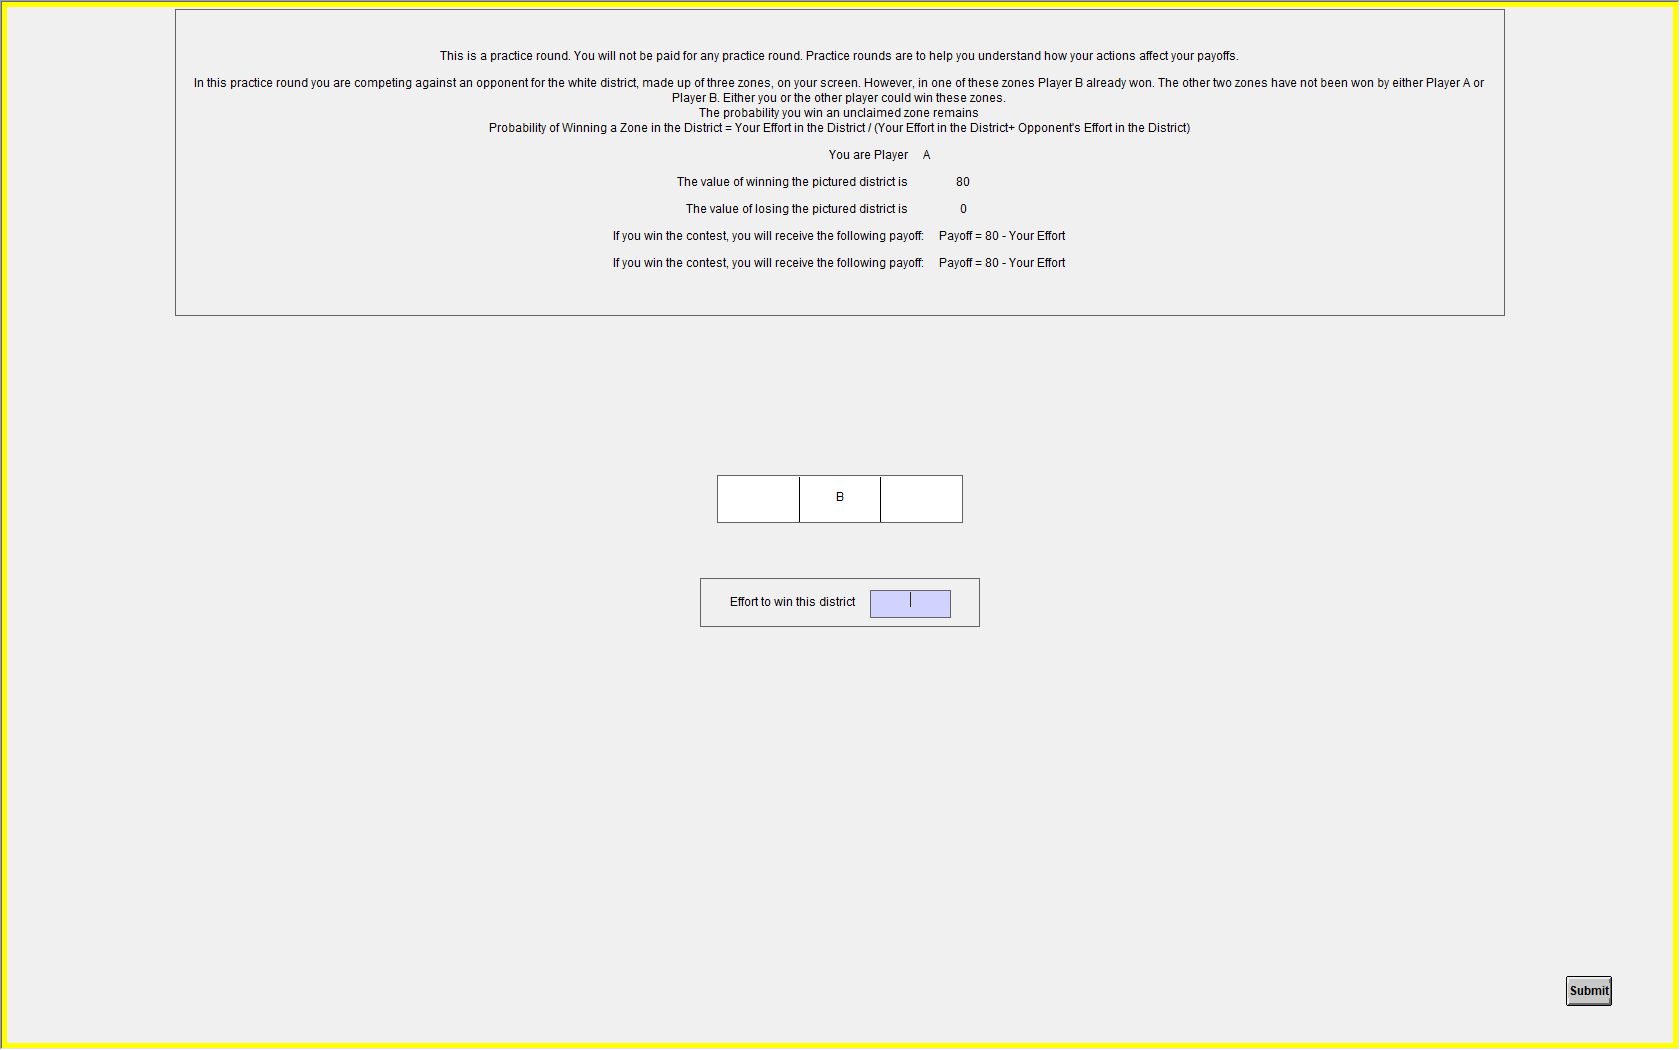 This is a practice round. You will not be paid for any practice round. Practice rounds are to help you understand how your actions affect your payoffs.
In this practice round you are competing against an opponent for the white district, made up of three zones, on your screen. However, in one of these zones Player B already won. The other two zones have not been won by either Player A or
Player B. Either you or the other player could win these zones.
The probability you win an unclaimed zone remains
Probability of Winning a Zone in the District = Your Effort in the District / (Your Effort in the District+ Opponent's Effort in the District)
You are Player A
The value of winning the pictured district is 80
The value of losing the pictured district is 0
If you win the contest, you will receive the following payoff: Payoff = 80 - Your Effort
If you win the contest, you will receive the following payoff: Payoff = 80 - Your Effort
B
Effort to win this district
Submit